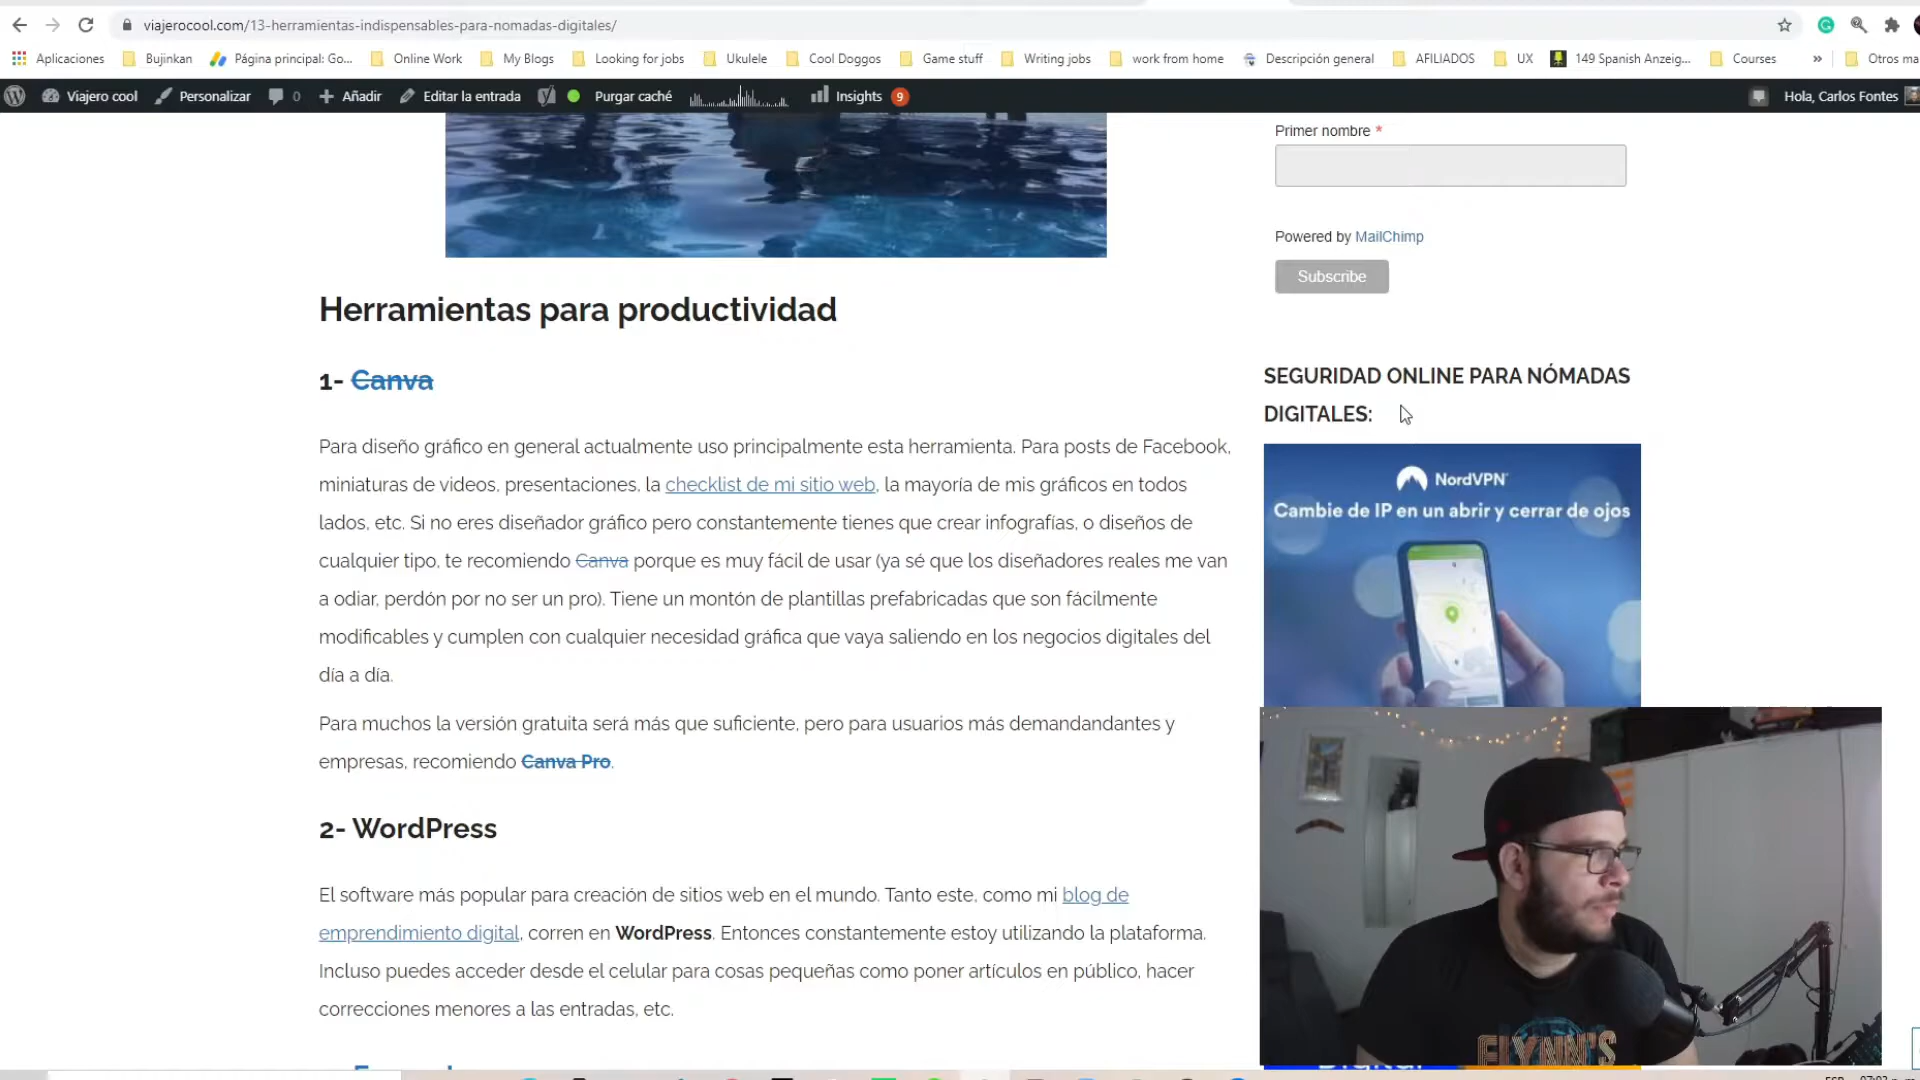 viajerocool.com/13-herramientas-indispensables-para-nomadas-digitales/
Aplicaciones Bujinkan Página principal: Go... Online Work My Blogs Looking for jobs Ukulele Cool Doggos Game stuff Writing jobs work from home Descripción general AFILIADOS UX 149 Spanish Anzeig... Courses » Otros ma
Viajero cool Personalizar 0 Añadir Editar la entrada Purgar caché Insights 9 Hola, Carlos Fontes
Primer nombre *
Powered by MailChimp
Subscribe
Herramientas para productividad
1- Canva
Para diseño gráfico en general actualmente uso principalmente esta herramienta. Para posts de Facebook,
miniaturas de videos, presentaciones, la checklist de mi sitio web, la mayoría de mis gráficos en todos
lados, etc. Si no eres diseñador gráfico pero constantemente tienes que crear infografías, o diseños de
cualquier tipo, te recomiendo Canva porque es muy fácil de usar (ya sé que los diseñadores reales me van
a odiar, perdón por no ser un pro). Tiene un montón de plantillas prefabricadas que son fácilmente
modificables y cumplen con cualquier necesidad gráfica que vaya saliendo en los negocios digitales del
día a día.
Para muchos la versión gratuita será más que suficiente, pero para usuarios más demandandantes y
empresas, recomiendo Canva Pro.
2- WordPress
El software más popular para creación de sitios web en el mundo. Tanto este, como mi blog de
emprendimiento digital, corren en WordPress. Entonces constantemente estoy utilizando la plataforma.
Incluso puedes acceder desde el celular para cosas pequeñas como poner artículos en público, hacer
correcciones menores a las entradas, etc.
SEGURIDAD ONLINE PARA NÓMADAS
DIGITALES:
NordVPN
Cambie de IP en un abrir y cerrar de ojos
FLYNN'S